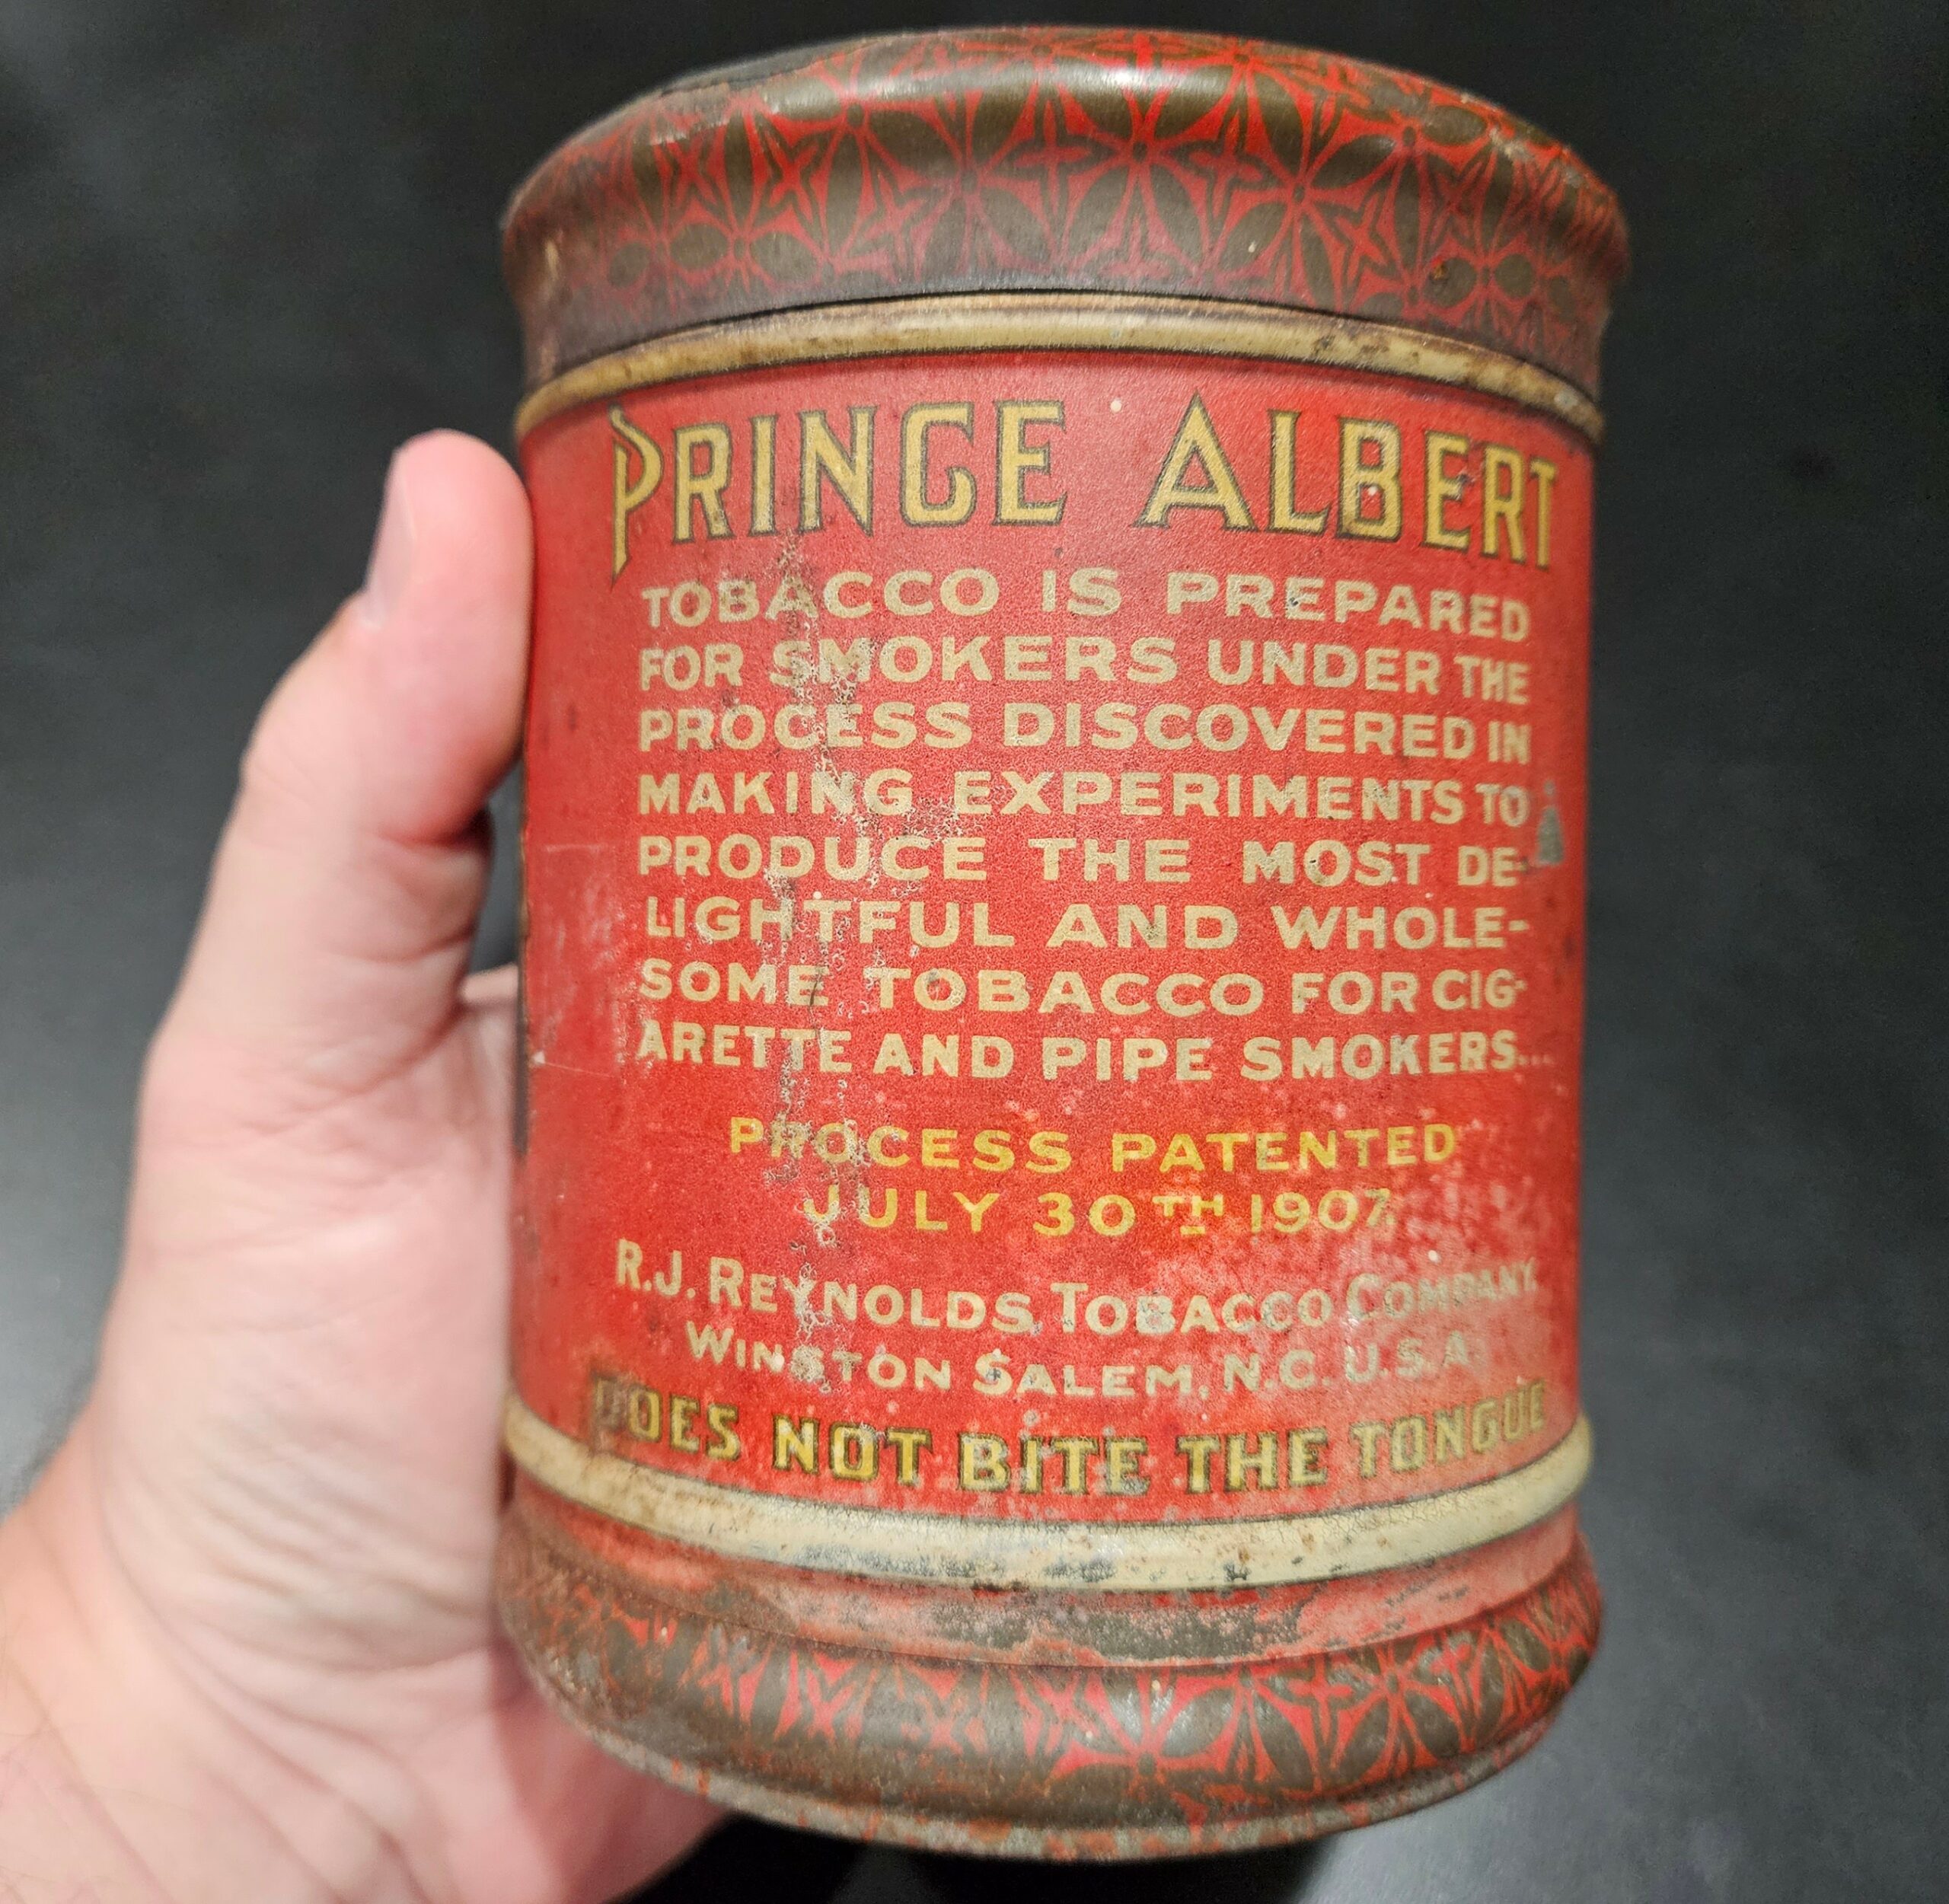 PRINCE ALBERT
TOBACCO IS PREPARED
FOR SMOKERS UNDER THE
PROCESS DISCOVERED IN
MAKING EXPERIMENTS TO
PRODUCE THE MOST DE-
LIGHTFUL AND WHOLE-
SOME TOBACCO FOR CIG-
ARETTE AND PIPE SMOKERS...
PROCESS PATENTED
JULY 30TH 1907.
R.J. REYNOLDS TOBACCO COMPANY.
WINSTON SALEM, N.C. U.S.A.
DOES NOT BITE THE TONGUE